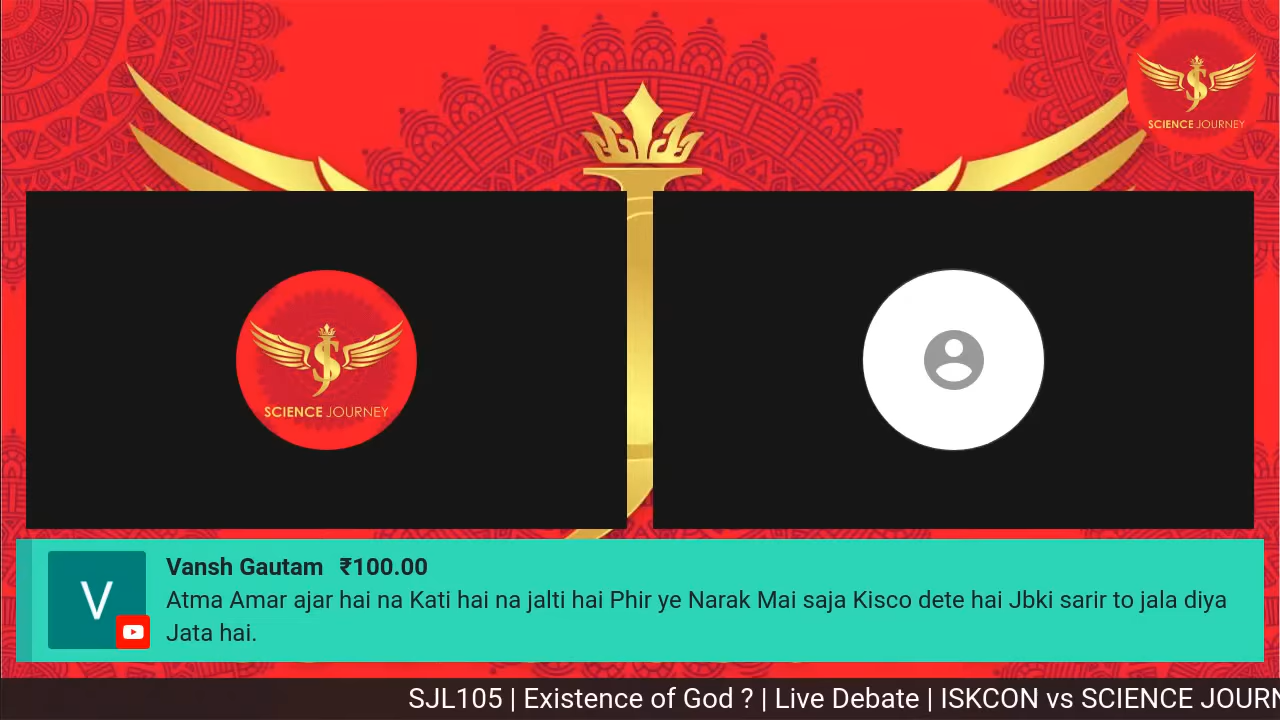 SCIENCE JOURNEY
SCIENCE JOURNEY
Vansh Gautam ₹100.00
V
Atma Amar ajar hai na Kati hai na jalti hai Phir ye Narak Mai saja Kisco dete hai Jbki sarir to jala diya
Jata hai.
SJL105 | Existence of God ? | Live Debate | ISKCON vs SCIENCE JOURN